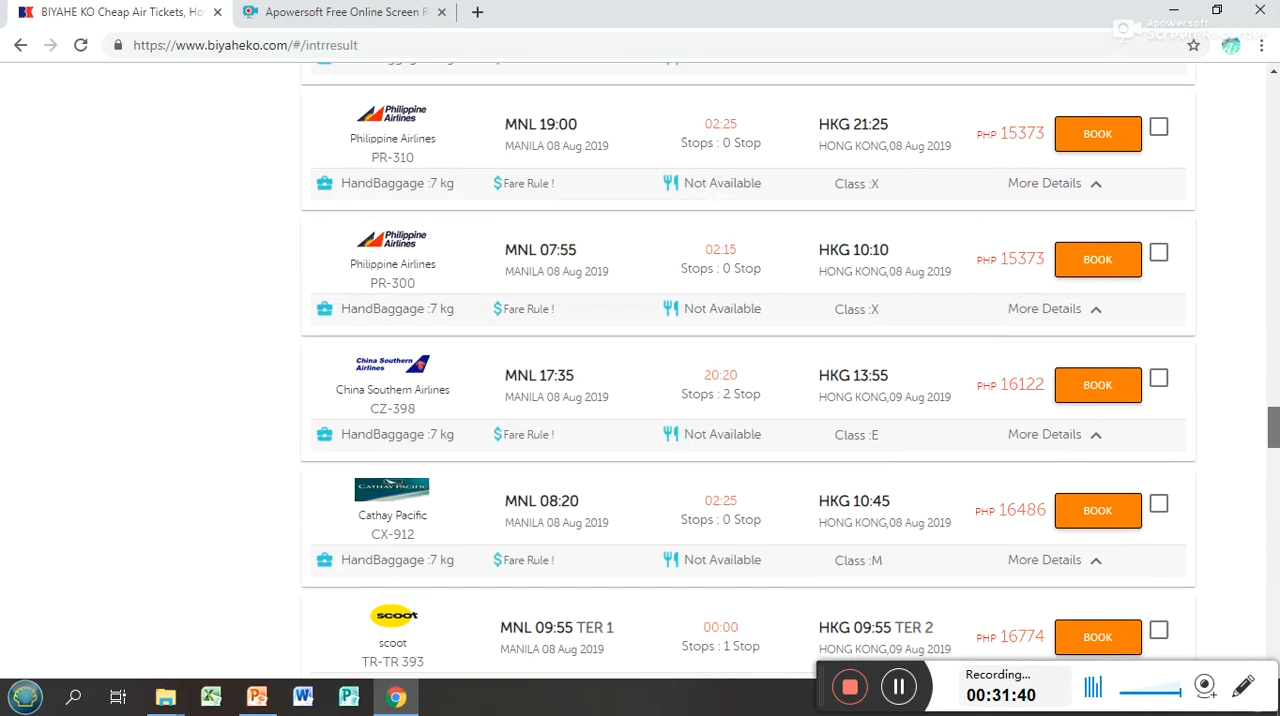 BIYAHE KO Cheap Air Tickets, Ho
Apowersoft Free Online Screen R
Apowersoft
Screen Recorder
https://www.biyaheko.com/#/intrresult
HandBaggage :7 kg
Not Available
Philippine Airlines
MNL 19:00
02:25
HKG 21:25
PHP 15373
BOOK
Philippine Airlines
MANILA 08 Aug 2019
Stops : 0 Stop
HONG KONG,08 Aug 2019
PR-310
HandBaggage :7 kg
Fare Rule !
Not Available
Class :X
More Details
Philippine Airlines
MNL 07:55
02:15
HKG 10:10
PHP 15373
BOOK
Philippine Airlines
MANILA 08 Aug 2019
Stops : 0 Stop
HONG KONG,08 Aug 2019
PR-300
HandBaggage :7 kg
Fare Rule !
Not Available
Class :X
More Details
China Southern Airlines
MNL 17:35
20:20
HKG 13:55
PHP 16122
BOOK
China Southern Airlines
MANILA 08 Aug 2019
Stops : 2 Stop
HONG KONG,09 Aug 2019
CZ-398
HandBaggage :7 kg
Fare Rule !
Not Available
Class :E
More Details
CATHAY PACIFIC
MNL 08:20
02:25
HKG 10:45
PHP 16486
BOOK
Cathay Pacific
MANILA 08 Aug 2019
Stops : 0 Stop
HONG KONG,08 Aug 2019
CX-912
HandBaggage :7 kg
Fare Rule !
Not Available
Class :M
More Details
scoot
MNL 09:55 TER 1
00:00
HKG 09:55 TER 2
PHP 16774
BOOK
scoot
MANILA 08 Aug 2019
Stops : 1 Stop
HONG KONG,09 Aug 2019
TR-TR 393
Recording...
00:31:40